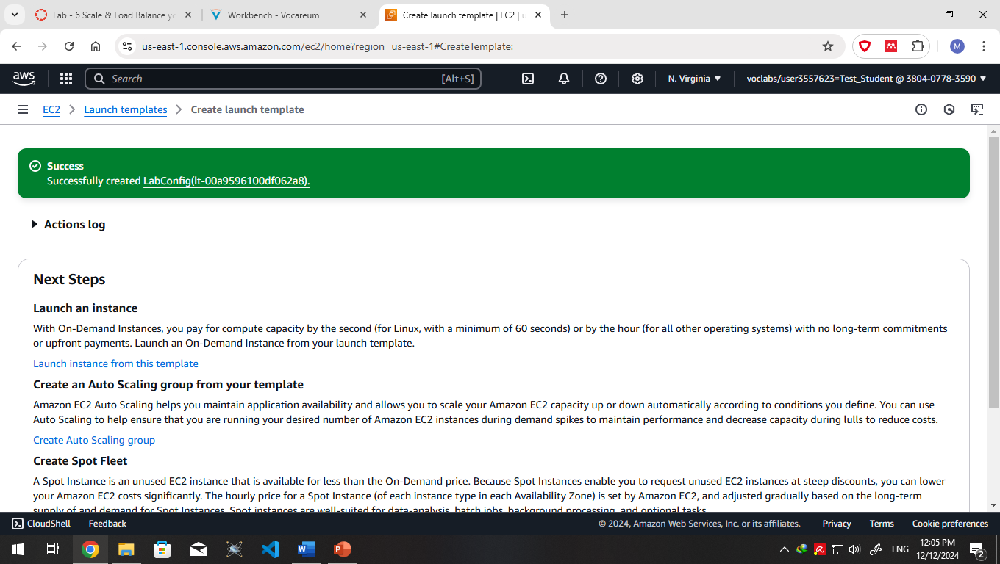 Lab - 6 Scale & Load Balance yo
Workbench - Vocareum
Create launch template | EC2 | u
us-east-1.console.aws.amazon.com/ec2/home?region=us-east-1#CreateTemplate:
M
aws
Search
[Alt+S]
N. Virginia
voclabs/user3557623=Test_Student @ 3804-0778-3590
EC2 > Launch templates > Create launch template
Success
Successfully created LabConfig(lt-00a9596100df062a8).
Actions log
Next Steps
Launch an instance
With On-Demand Instances, you pay for compute capacity by the second (for Linux, with a minimum of 60 seconds) or by the hour (for all other operating systems) with no long-term commitments
or upfront payments. Launch an On-Demand Instance from your launch template.
Launch instance from this template
Create an Auto Scaling group from your template
Amazon EC2 Auto Scaling helps you maintain application availability and allows you to scale your Amazon EC2 capacity up or down automatically according to conditions you define. You can use
Auto Scaling to help ensure that you are running your desired number of Amazon EC2 instances during demand spikes to maintain performance and decrease capacity during lulls to reduce costs.
Create Auto Scaling group
Create Spot Fleet
A Spot Instance is an unused EC2 instance that is available for less than the On-Demand price. Because Spot Instances enable you to request unused EC2 instances at steep discounts, you can lower
your Amazon EC2 costs significantly. The hourly price for a Spot Instance (of each instance type in each Availability Zone) is set by Amazon EC2, and adjusted gradually based on the long-term
supply of and demand for Spot Instances. Spot instances are well-suited for data-analysis, batch jobs, background processing, and optional tasks.
CloudShell
Feedback
© 2024, Amazon Web Services, Inc. or its affiliates.
Privacy
Terms
Cookie preferences
ENG
12:05 PM
12/12/2024
2